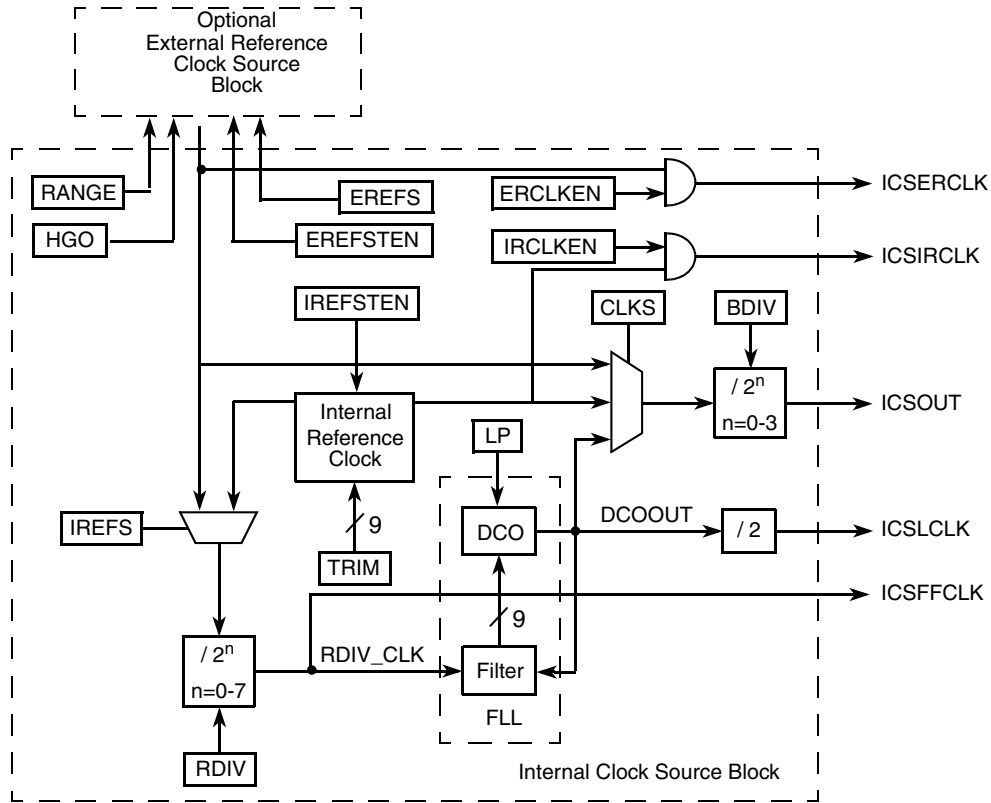 Optional
External Reference
Clock Source
Block
RANGE
HGO
EREFS
EREFSTEN
ERCLKEN
IRCLKEN
ICSERCLK
ICSIRCLK
IREFSTEN
CLKS
BDIV
Internal
Reference
Clock
/ 2ⁿ
n=0-3
ICSOUT
LP
IREFS
9
TRIM
DCO
DCOOUT
/ 2
ICSLCLK
ICSFFCLK
9
/ 2ⁿ
n=0-7
RDIV_CLK
Filter
FLL
RDIV
Internal Clock Source Block